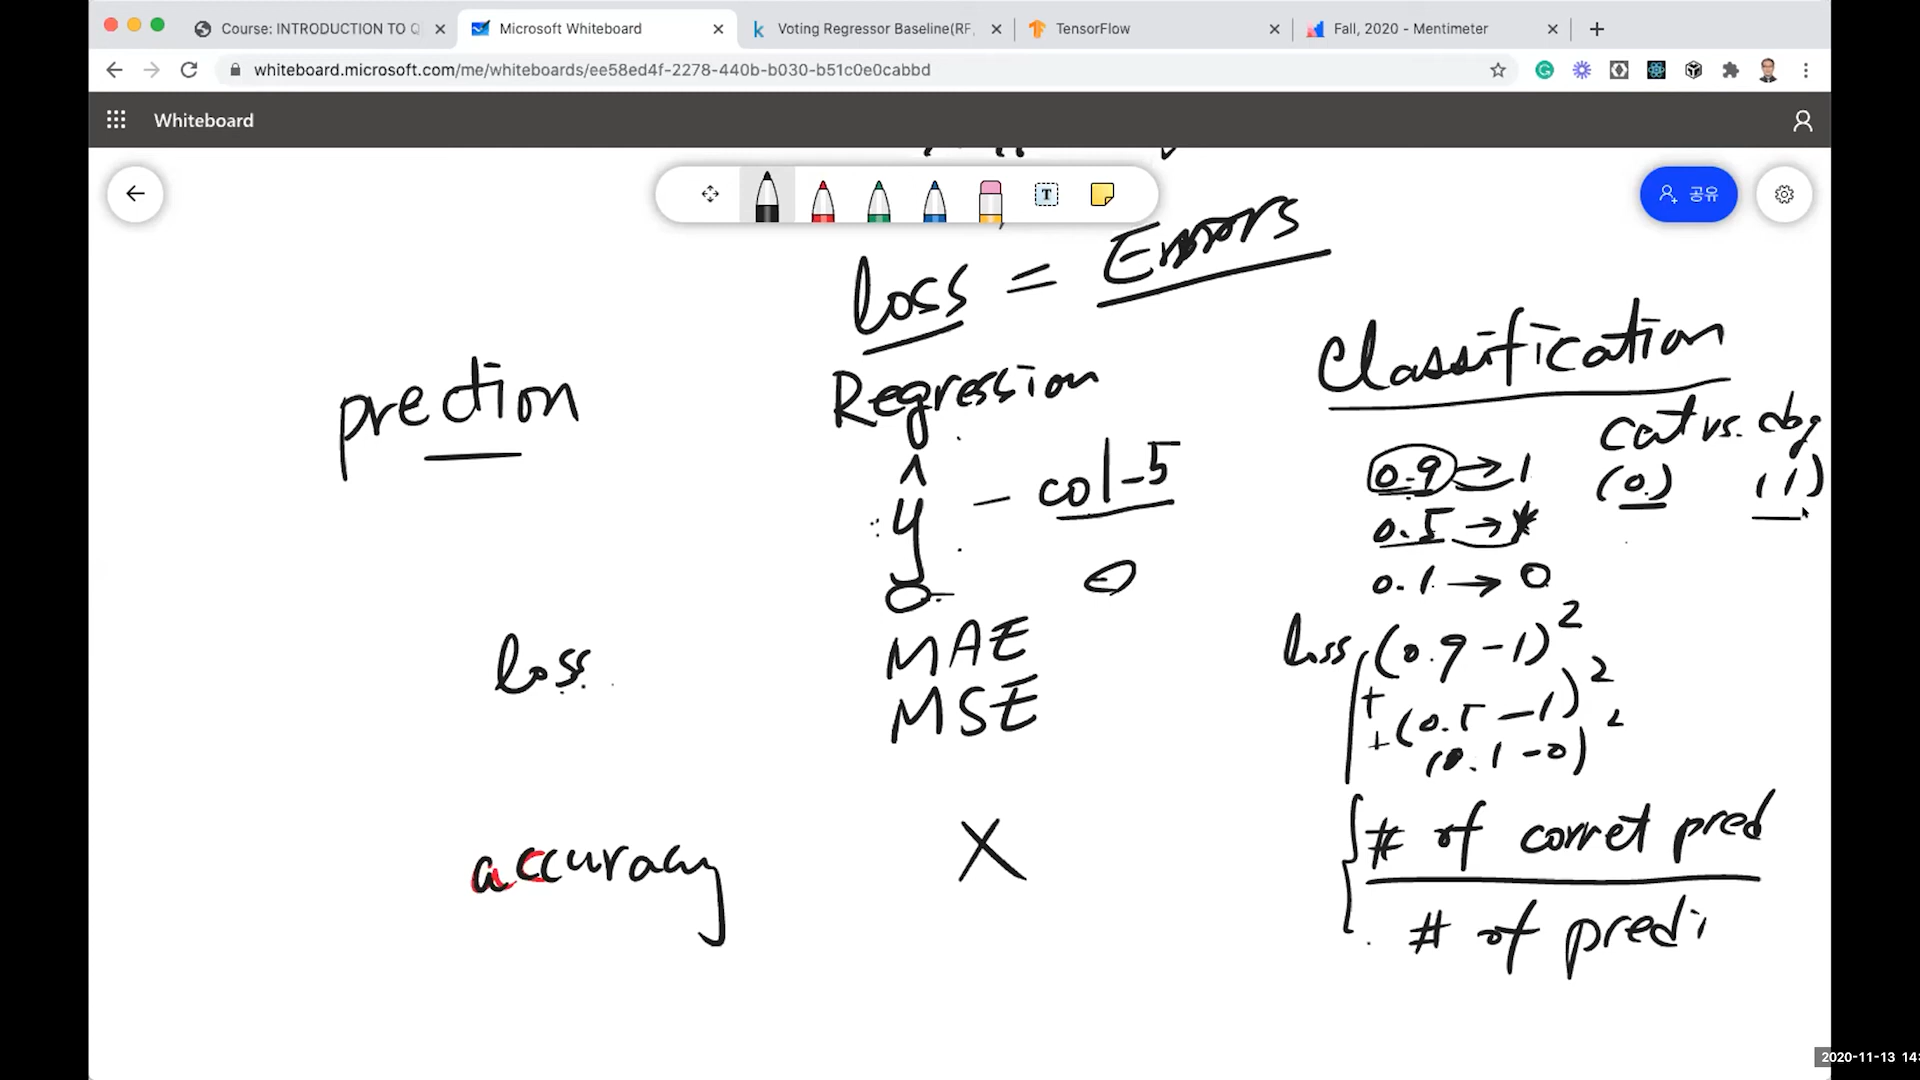 Course: INTRODUCTION TO Q
Microsoft Whiteboard
Voting Regressor Baseline(RF,
TensorFlow
Fall, 2020 - Mentimeter
whiteboard.microsoft.com/me/whiteboards/ee58ed4f-2278-440b-b030-b51c0e0cabbd
Whiteboard
공유
loss = Errors
prection
Regression
Classification
cat vs. dog
(0) (1)
ŷ - col-5
0.9 → 1
0.5 →
0.1 → 0
0
loss
MAE
MSE
loss (0.9 - 1)²
+ (0.5 - 1)²
+ (0.1 - 0)²
accuracy
X
# of corret pred
# of predi
2020-11-13 14: